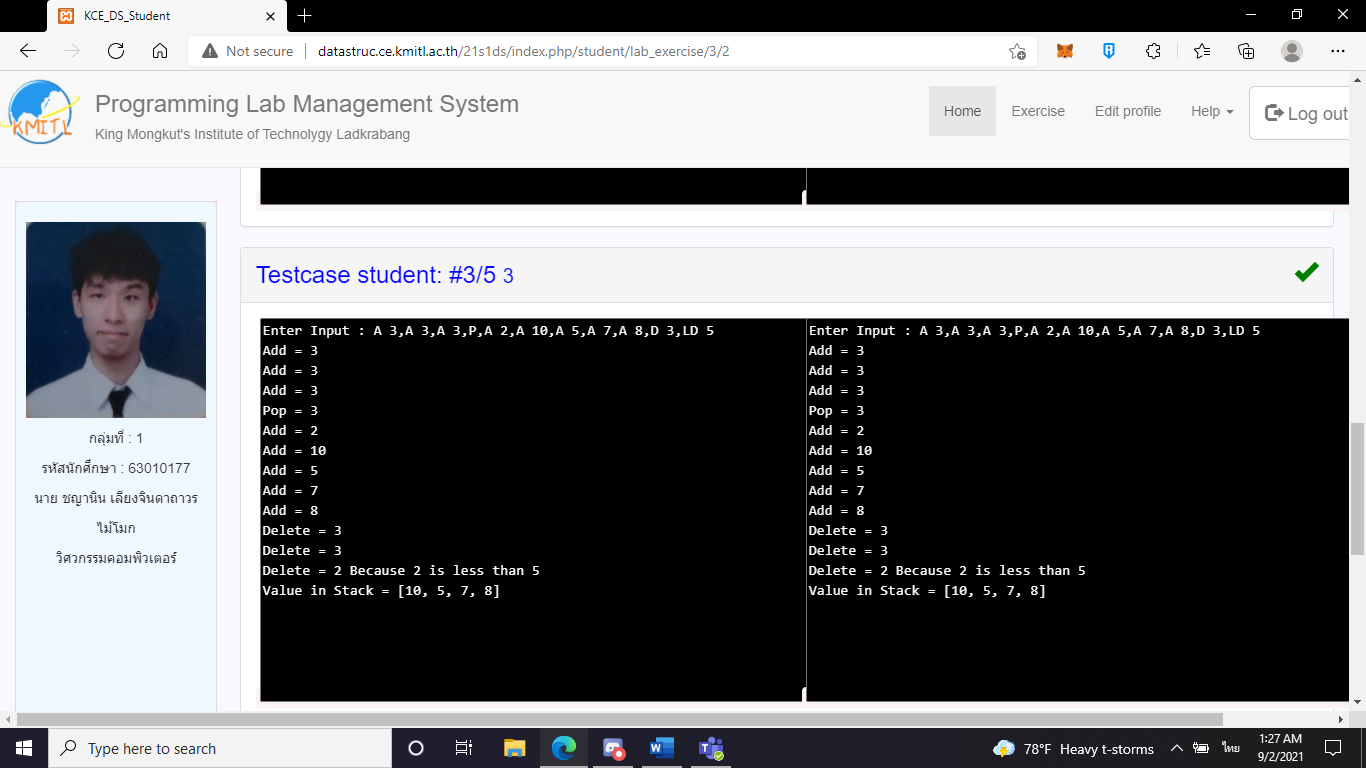 KCE_DS_Student
Not secure datastruc.ce.kmitl.ac.th/21s1ds/index.php/student/lab_exercise/3/2
KMITL
Programming Lab Management System
King Mongkut's Institute of Technolygy Ladkrabang
Home Exercise Edit profile Help Log out
กลุ่มที่ : 1
รหัสนักศึกษา : 63010177
นาย ชญานิน เลียงจินดาถาวร
ไม้โมก
วิศวกรรมคอมพิวเตอร์
Testcase student: #3/5 3
Enter Input : A 3,A 3,A 3,P,A 2,A 10,A 5,A 7,A 8,D 3,LD 5
Add = 3
Add = 3
Add = 3
Pop = 3
Add = 2
Add = 10
Add = 5
Add = 7
Add = 8
Delete = 3
Delete = 3
Delete = 2 Because 2 is less than 5
Value in Stack = [10, 5, 7, 8]
Enter Input : A 3,A 3,A 3,P,A 2,A 10,A 5,A 7,A 8,D 3,LD 5
Add = 3
Add = 3
Add = 3
Pop = 3
Add = 2
Add = 10
Add = 5
Add = 7
Add = 8
Delete = 3
Delete = 3
Delete = 2 Because 2 is less than 5
Value in Stack = [10, 5, 7, 8]
Type here to search
78°F Heavy t-storms
ไทย
1:27 AM
9/2/2021